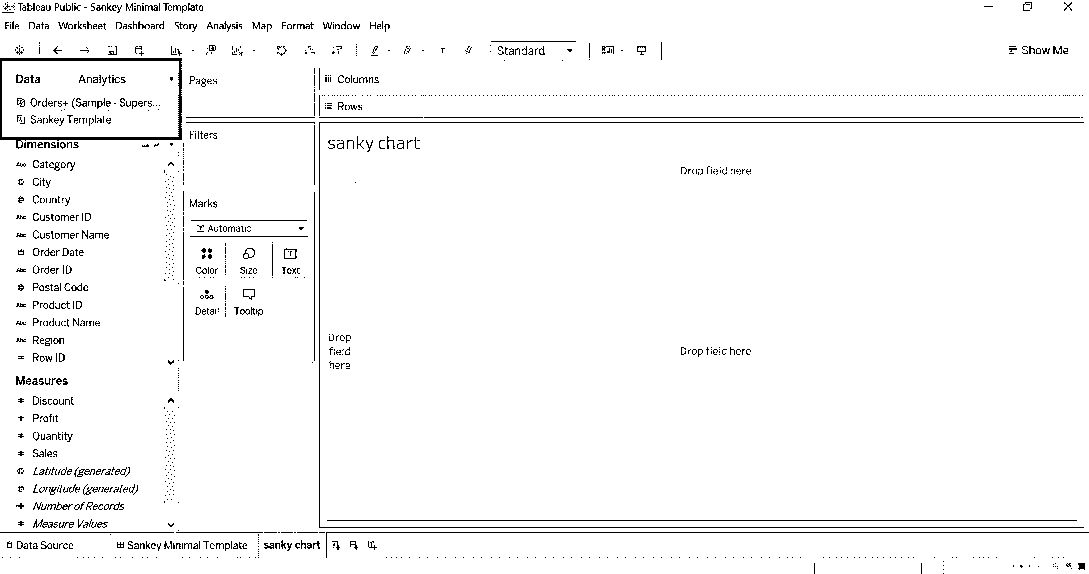 Tableau Public - Sankey Minimal Template
File Data Worksheet Dashboard Story Analysis Map Format Window Help
Standard
Show Me
Data Analytics
Orders+ (Sample - Supers...
Sankey Template
Dimensions
Abc Category
City
Country
Abc Customer ID
Abc Customer Name
Order Date
Abc Order ID
Postal Code
Abc Product ID
Abc Product Name
Abc Region
Row ID
Measures
Discount
Profit
Quantity
Sales
Latitude (generated)
Longitude (generated)
Number of Records
Measure Values
Pages
Filters
Marks
Automatic
Color Size Text
Detail Tooltip
Columns
Rows
sanky chart
Drop field here
Drop
field
here
Drop field here
Data Source Sankey Minimal Template sanky chart